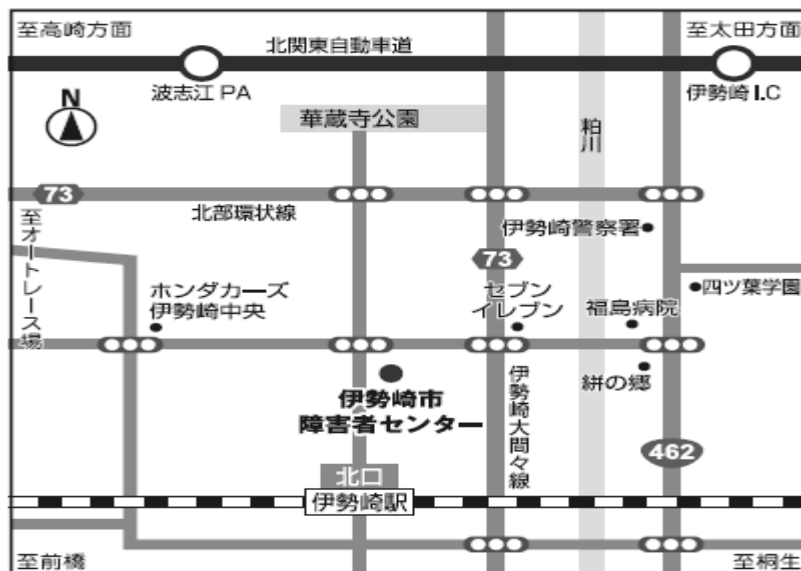 至高崎方面
北関東自動車道
至太田方面
波志江 PA
伊勢崎 I.C
N
華蔵寺公園
粕川
73
北部環状線
至オートレース場
伊勢崎警察署
73
ホンダカーズ
伊勢崎中央
セブン
イレブン
福島病院
四ツ葉学園
伊勢崎市
障害者センター
伊勢崎大間々線
絣の郷
462
北口
伊勢崎駅
至前橋
至桐生